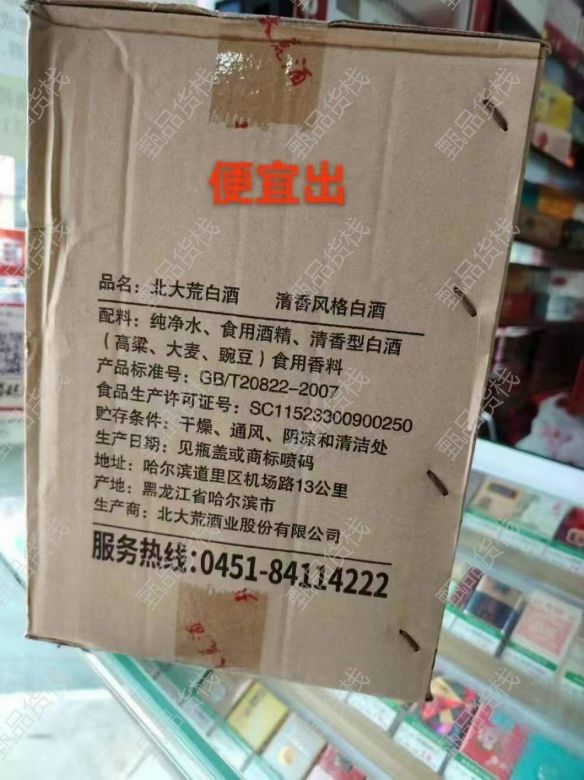 便宜出
品名：北大荒白酒 清香风格白酒
配料：纯净水、食用酒精、清香型白酒
（高粱、大麦、豌豆）食用香料
产品标准号：GB/T20822-2007
食品生产许可证号：SC11523300900250
贮存条件：干燥、通风、阴凉和清洁处
生产日期：见瓶盖或商标喷码
地址：哈尔滨道里区机场路13公里
产地：黑龙江省哈尔滨市
生产商：北大荒酒业股份有限公司
服务热线：0451-84114222
甄品货栈